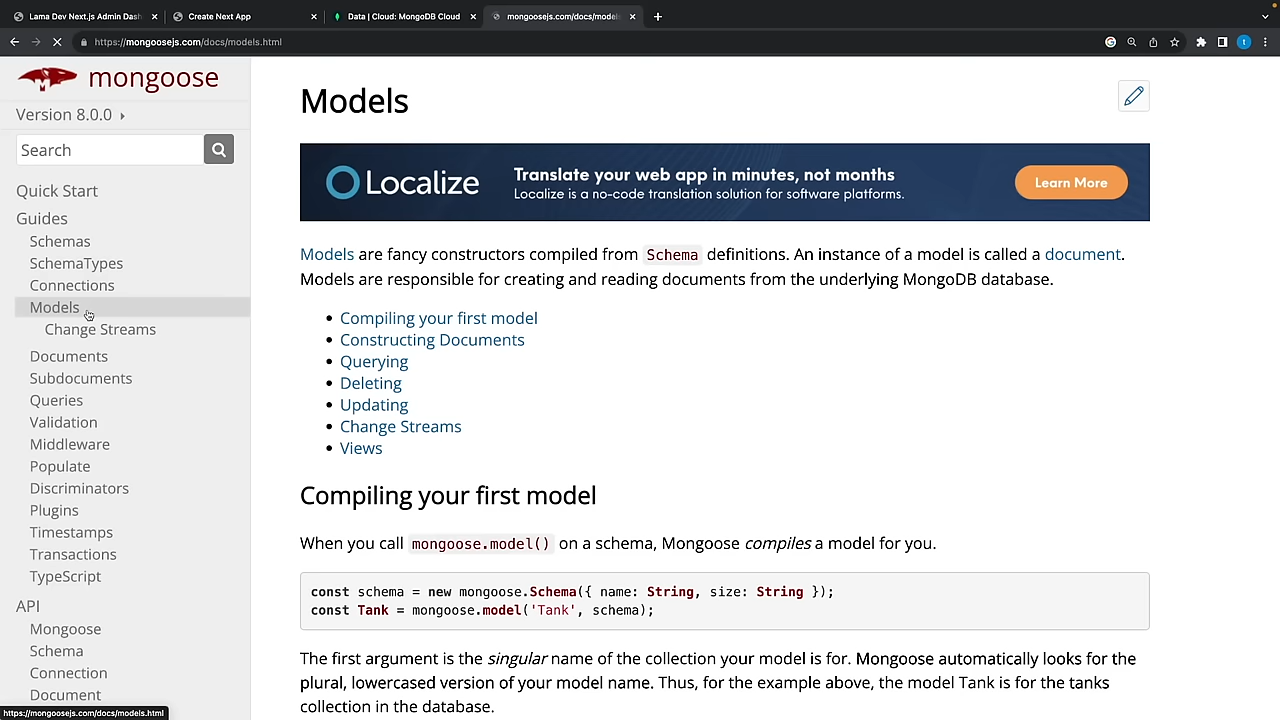 Lama Dev Next.js Admin Dash
Create Next App
Data | Cloud: MongoDB Cloud
mongoosejs.com/docs/model
https://mongoosejs.com/docs/models.html
t
mongoose
Version 8.0.0
Search
Quick Start
Guides
Schemas
SchemaTypes
Connections
Models
Change Streams
Documents
Subdocuments
Queries
Validation
Middleware
Populate
Discriminators
Plugins
Timestamps
Transactions
TypeScript
API
Mongoose
Schema
Connection
Document
https://mongoosejs.com/docs/models.html
Models
Localize
Translate your web app in minutes, not months
Localize is a no-code translation solution for software platforms.
Learn More
Models are fancy constructors compiled from Schema definitions. An instance of a model is called a document.
Models are responsible for creating and reading documents from the underlying MongoDB database.
• Compiling your first model
• Constructing Documents
• Querying
• Deleting
• Updating
• Change Streams
• Views
Compiling your first model
When you call mongoose.model() on a schema, Mongoose compiles a model for you.
const schema = new mongoose.Schema({ name: String, size: String });
const Tank = mongoose.model('Tank', schema);
The first argument is the singular name of the collection your model is for. Mongoose automatically looks for the
plural, lowercased version of your model name. Thus, for the example above, the model Tank is for the tanks
collection in the database.